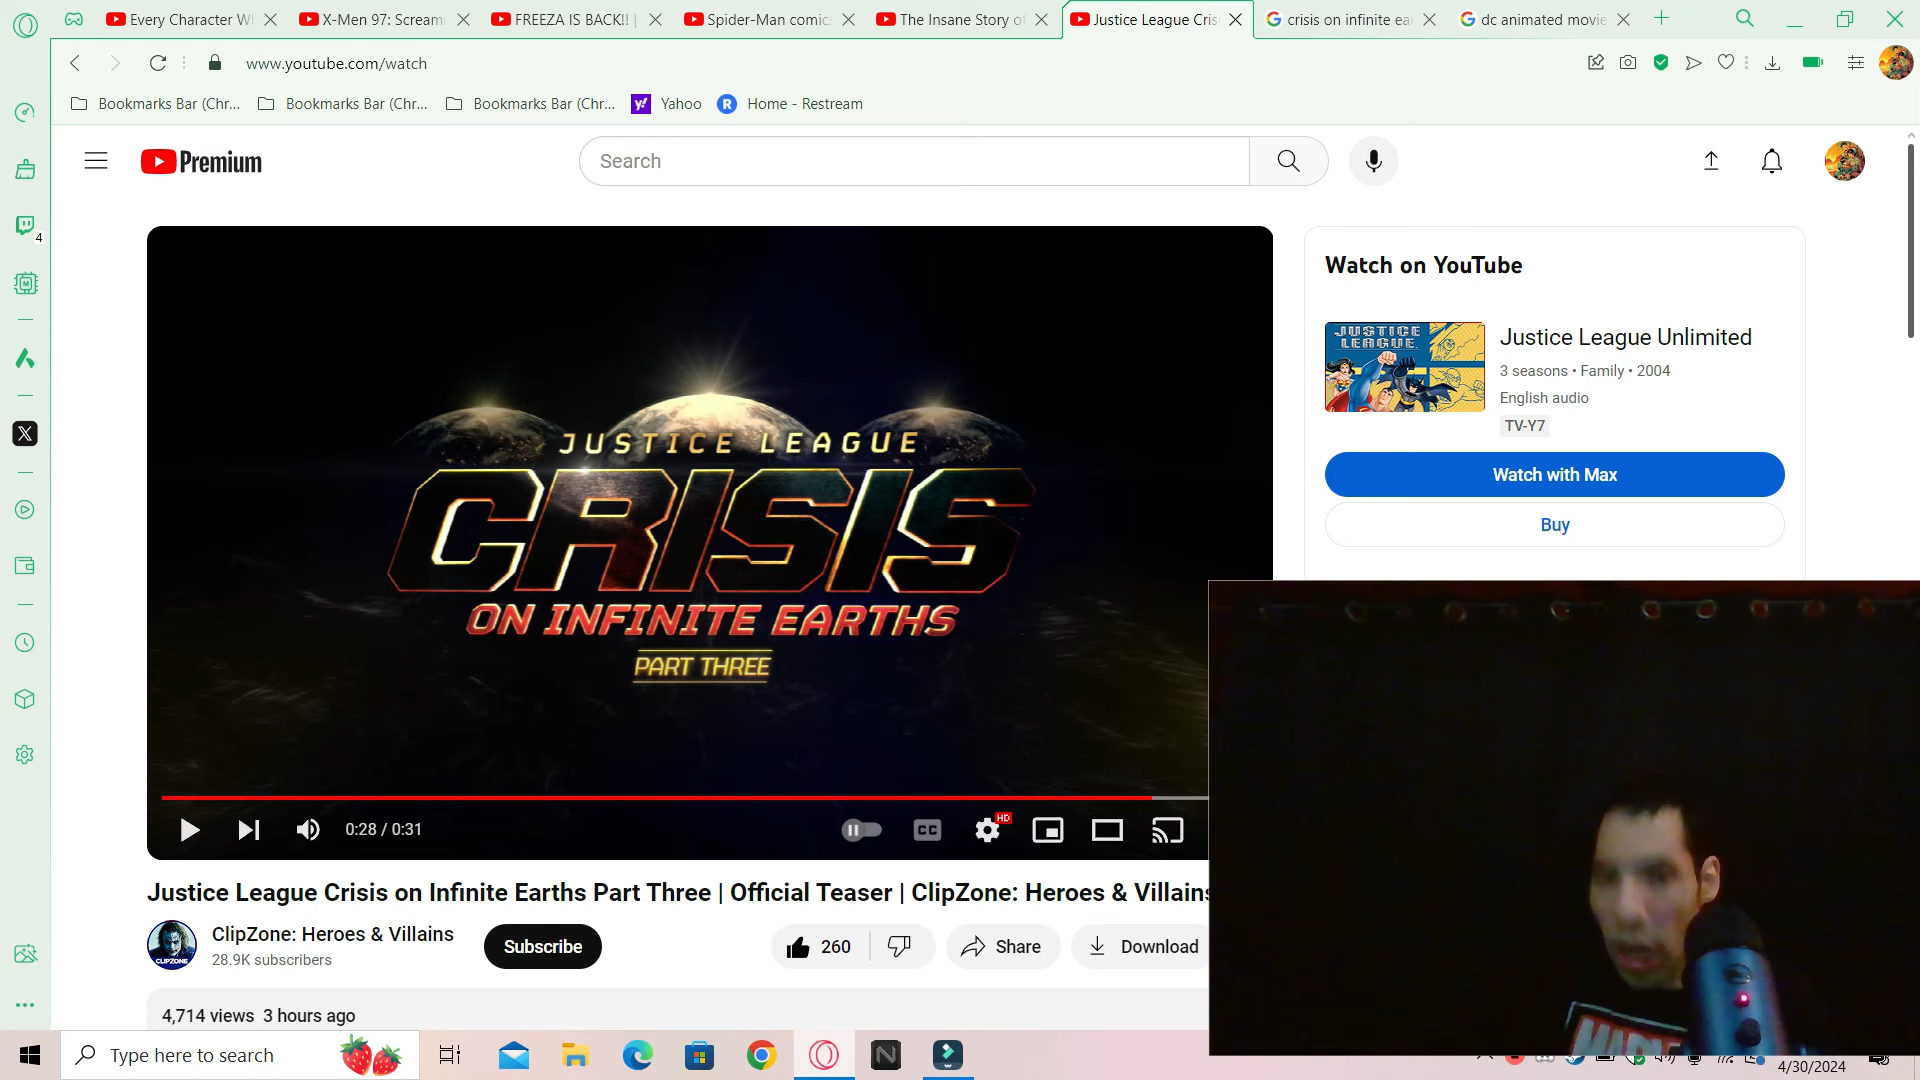 Every Character W
X-Men 97: Scream
FREEZA IS BACK!! |
Spider-Man comic
The Insane Story of
Justice League Cris
crisis on infinite ea
dc animated movie
www.youtube.com/watch
Bookmarks Bar (Chr...
Bookmarks Bar (Chr...
Bookmarks Bar (Chr...
Yahoo
Home - Restream
Premium
Search
4
Watch on YouTube
JUSTICE LEAGUE
Justice League Unlimited
3 seasons • Family • 2004
English audio
TV-Y7
Watch with Max
Buy
JUSTICE LEAGUE
CRISIS
ON INFINITE EARTHS
PART THREE
0:28 / 0:31
CC
HD
Justice League Crisis on Infinite Earths Part Three | Official Teaser | ClipZone: Heroes & Villains
ClipZone: Heroes & Villains
28.9K subscribers
CLIPZONE
Subscribe
260
Share
Download
4,714 views 3 hours ago
Type here to search
4/30/2024